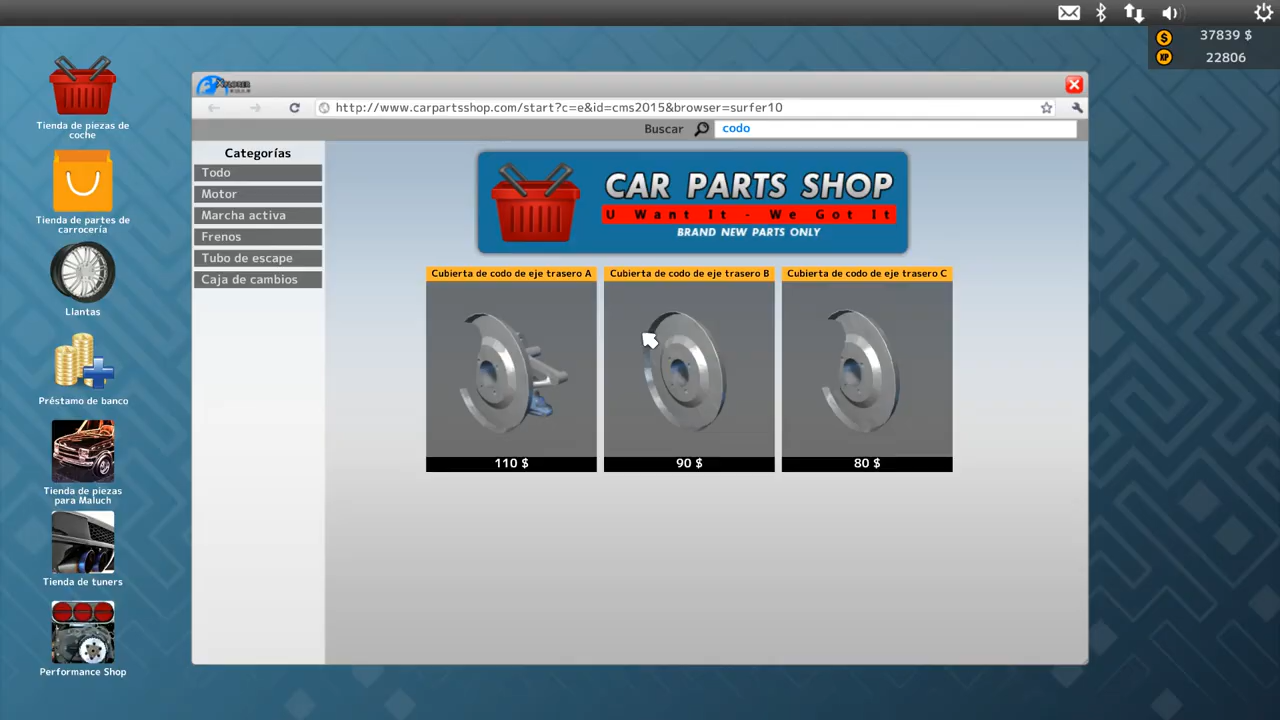 37839 $
22806
Tienda de piezas de
coche
Tienda de partes de
carrocería
Llantas
Préstamo de banco
Tienda de piezas
para Maluch
Tienda de tuners
Performance Shop
http://www.carpartsshop.com/start?c=e&id=cms2015&browser=surfer10
Buscar codo
Categorías
Todo
Motor
Marcha activa
Frenos
Tubo de escape
Caja de cambios
CAR PARTS SHOP
U Want It - We Got It
BRAND NEW PARTS ONLY
Cubierta de codo de eje trasero A
110 $
Cubierta de codo de eje trasero B
90 $
Cubierta de codo de eje trasero C
80 $